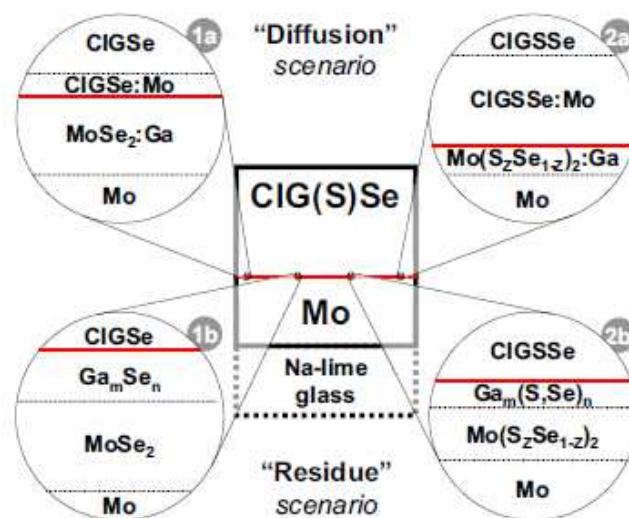 1a
CIGSe
CIGSe:Mo
MoSe2:Ga
Mo
"Diffusion"
scenario
2a
CIGSSe
CIGSSe:Mo
Mo(SZSe1-Z)2:Ga
Mo
CIG(S)Se
Mo
Na-lime
glass
1b
CIGSe
GamSen
MoSe2
Mo
"Residue"
scenario
2b
CIGSSe
Gam(S,Se)n
Mo(SZSe1-Z)2
Mo